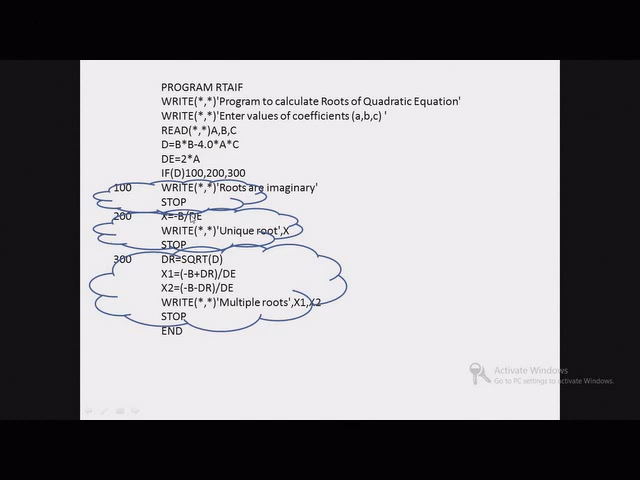 PROGRAM RTAIF
WRITE(*,*)'Program to calculate Roots of Quadratic Equation'
WRITE(*,*)'Enter values of coefficients (a,b,c) '
READ(*,*)A,B,C
D=B*B-4.0*A*C
DE=2*A
IF(D)100,200,300
100 WRITE(*,*)'Roots are imaginary'
STOP
200 X=-B/DE
WRITE(*,*)'Unique root',X
STOP
300 DR=SQRT(D)
X1=(-B+DR)/DE
X2=(-B-DR)/DE
WRITE(*,*)'Multiple roots',X1,X2
STOP
END
Activate Windows
Go to PC settings to activate Windows.